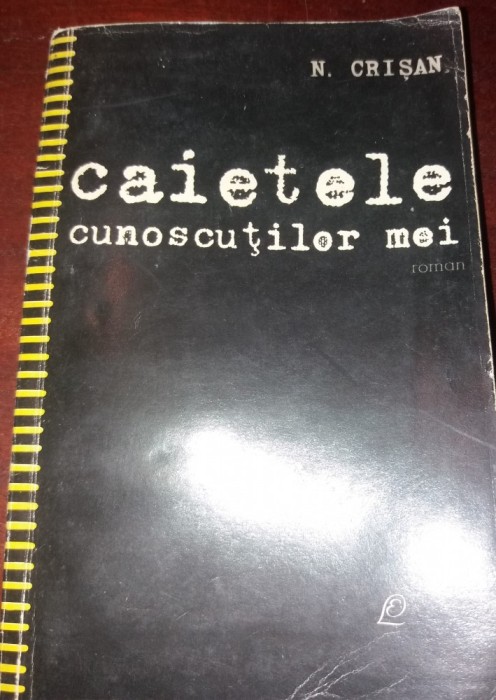 N. CRIȘAN
caietele
cunoscuţilor mei
roman